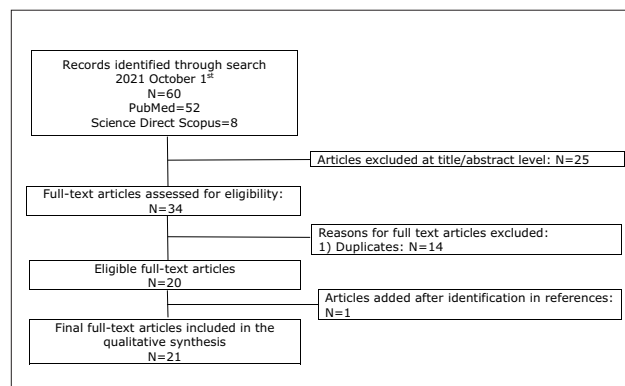 Records identified through search
2021 October 1st
N=60
PubMed=52
Science Direct Scopus=8
Articles excluded at title/abstract level: N=25
Full-text articles assessed for eligibility:
N=34
Reasons for full text articles excluded:
1) Duplicates: N=14
Eligible full-text articles
N=20
Articles added after identification in references:
N=1
Final full-text articles included in the
qualitative synthesis
N=21